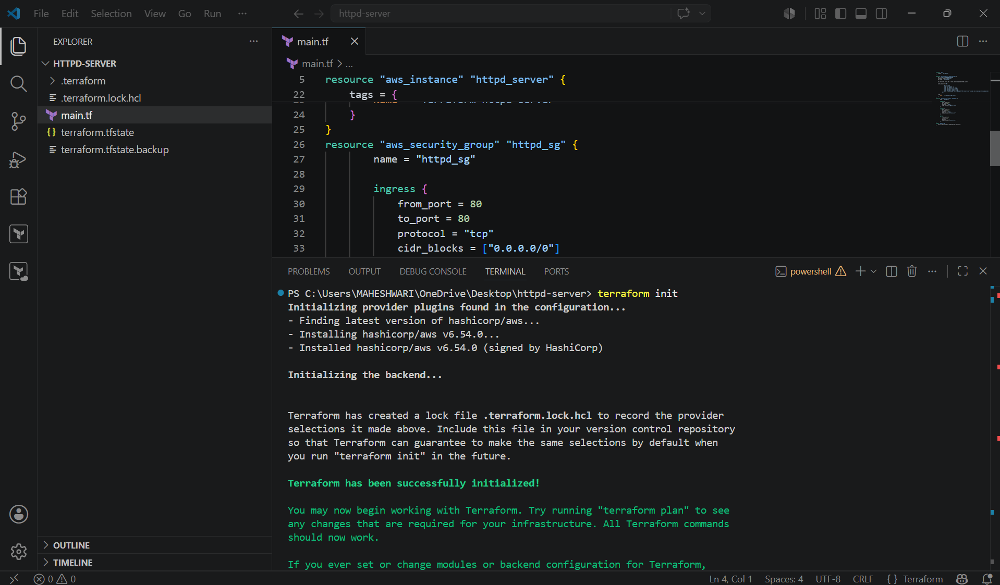 File Edit Selection View Go Run ...
httpd-server
EXPLORER
HTTPD-SERVER
.terraform
.terraform.lock.hcl
main.tf
terraform.tfstate
terraform.tfstate.backup
OUTLINE
TIMELINE
main.tf
main.tf > ...
5 resource "aws_instance" "httpd_server" {
22 tags = {
24 }
25 }
26 resource "aws_security_group" "httpd_sg" {
27 name = "httpd_sg"
28
29 ingress {
30 from_port = 80
31 to_port = 80
32 protocol = "tcp"
33 cidr_blocks = ["0.0.0.0/0"]
PROBLEMS OUTPUT DEBUG CONSOLE TERMINAL PORTS
powershell
PS C:\Users\MAHESHWARI\OneDrive\Desktop\httpd-server> terraform init
Initializing provider plugins found in the configuration...
- Finding latest version of hashicorp/aws...
- Installing hashicorp/aws v6.54.0...
- Installed hashicorp/aws v6.54.0 (signed by HashiCorp)
Initializing the backend...
Terraform has created a lock file .terraform.lock.hcl to record the provider
selections it made above. Include this file in your version control repository
so that Terraform can guarantee to make the same selections by default when
you run "terraform init" in the future.
Terraform has been successfully initialized!
You may now begin working with Terraform. Try running "terraform plan" to see
any changes that are required for your infrastructure. All Terraform commands
should now work.
If you ever set or change modules or backend configuration for Terraform,
0 0
Ln 4, Col 1 Spaces: 4 UTF-8 CRLF { } Terraform